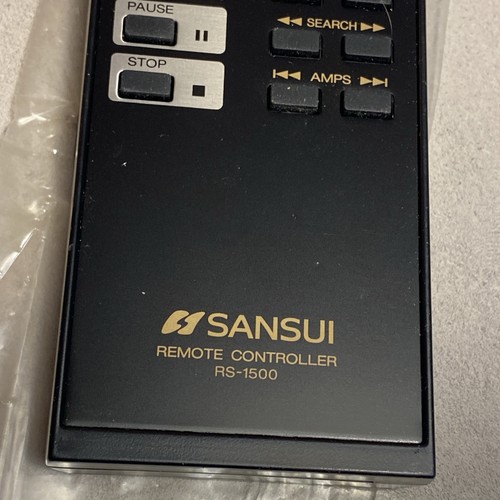 PAUSE
SEARCH
STOP
AMPS
SANSUI
REMOTE CONTROLLER
RS-1500